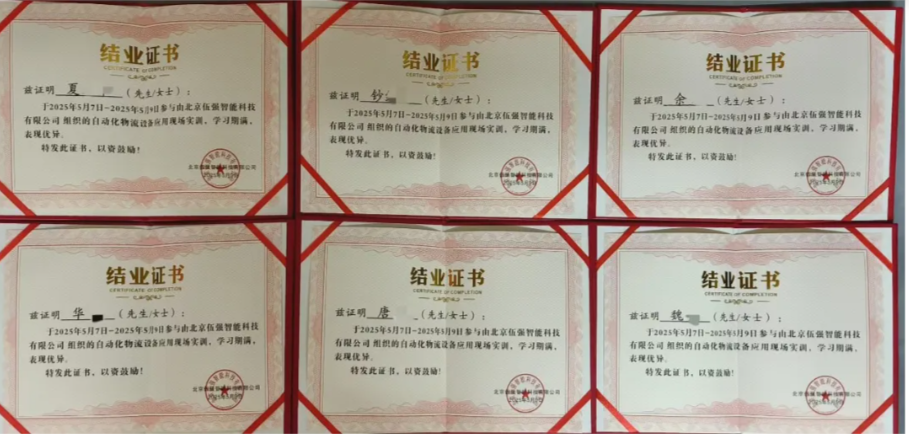 结业证书
CERTIFICATE OF COMPLETION
兹证明 夏 （先生/女士）：
于2025年5月7日-2025年5月9日参与由北京伍强智能科技
有限公司 组织的自动化物流设备应用现场实训，学习期满，
表现优异。
特发此证书，以资鼓励！
结业证书
CERTIFICATE OF COMPLETION
兹证明 钞 （先生/女士）：
于2025年5月7日-2025年5月9日参与由北京伍强智能科技
有限公司 组织的自动化物流设备应用现场实训，学习期满，
表现优异。
特发此证书，以资鼓励！
结业证书
CERTIFICATE OF COMPLETION
兹证明 余 （先生/女士）：
于2025年5月7日-2025年5月9日参与由北京伍强智能科技
有限公司 组织的自动化物流设备应用现场实训，学习期满，
表现优异。
特发此证书，以资鼓励！
结业证书
CERTIFICATE OF COMPLETION
兹证明 华 （先生/女士）：
于2025年5月7日-2025年5月9日参与由北京伍强智能科技
有限公司 组织的自动化物流设备应用现场实训，学习期满，
表现优异.
特发此证书，以资鼓励！
结业证书
CERTIFICATE OF COMPLETION
兹证明 唐 （先生/女士）：
于2025年5月7日-2025年5月9日参与由北京伍强智能科技
有限公司 组织的自动化物流设备应用现场实训，学习期满，
表现优异.
特发此证书，以资鼓励！
结业证书
CERTIFICATE OF COMPLETION
兹证明 魏 （先生/女士）：
于2025年5月7日-2025年5月9日参与由北京伍强智能科技
有限公司 组织的自动化物流设备应用现场实训，学习期满，
表现优异.
特发此证书，以资鼓励！